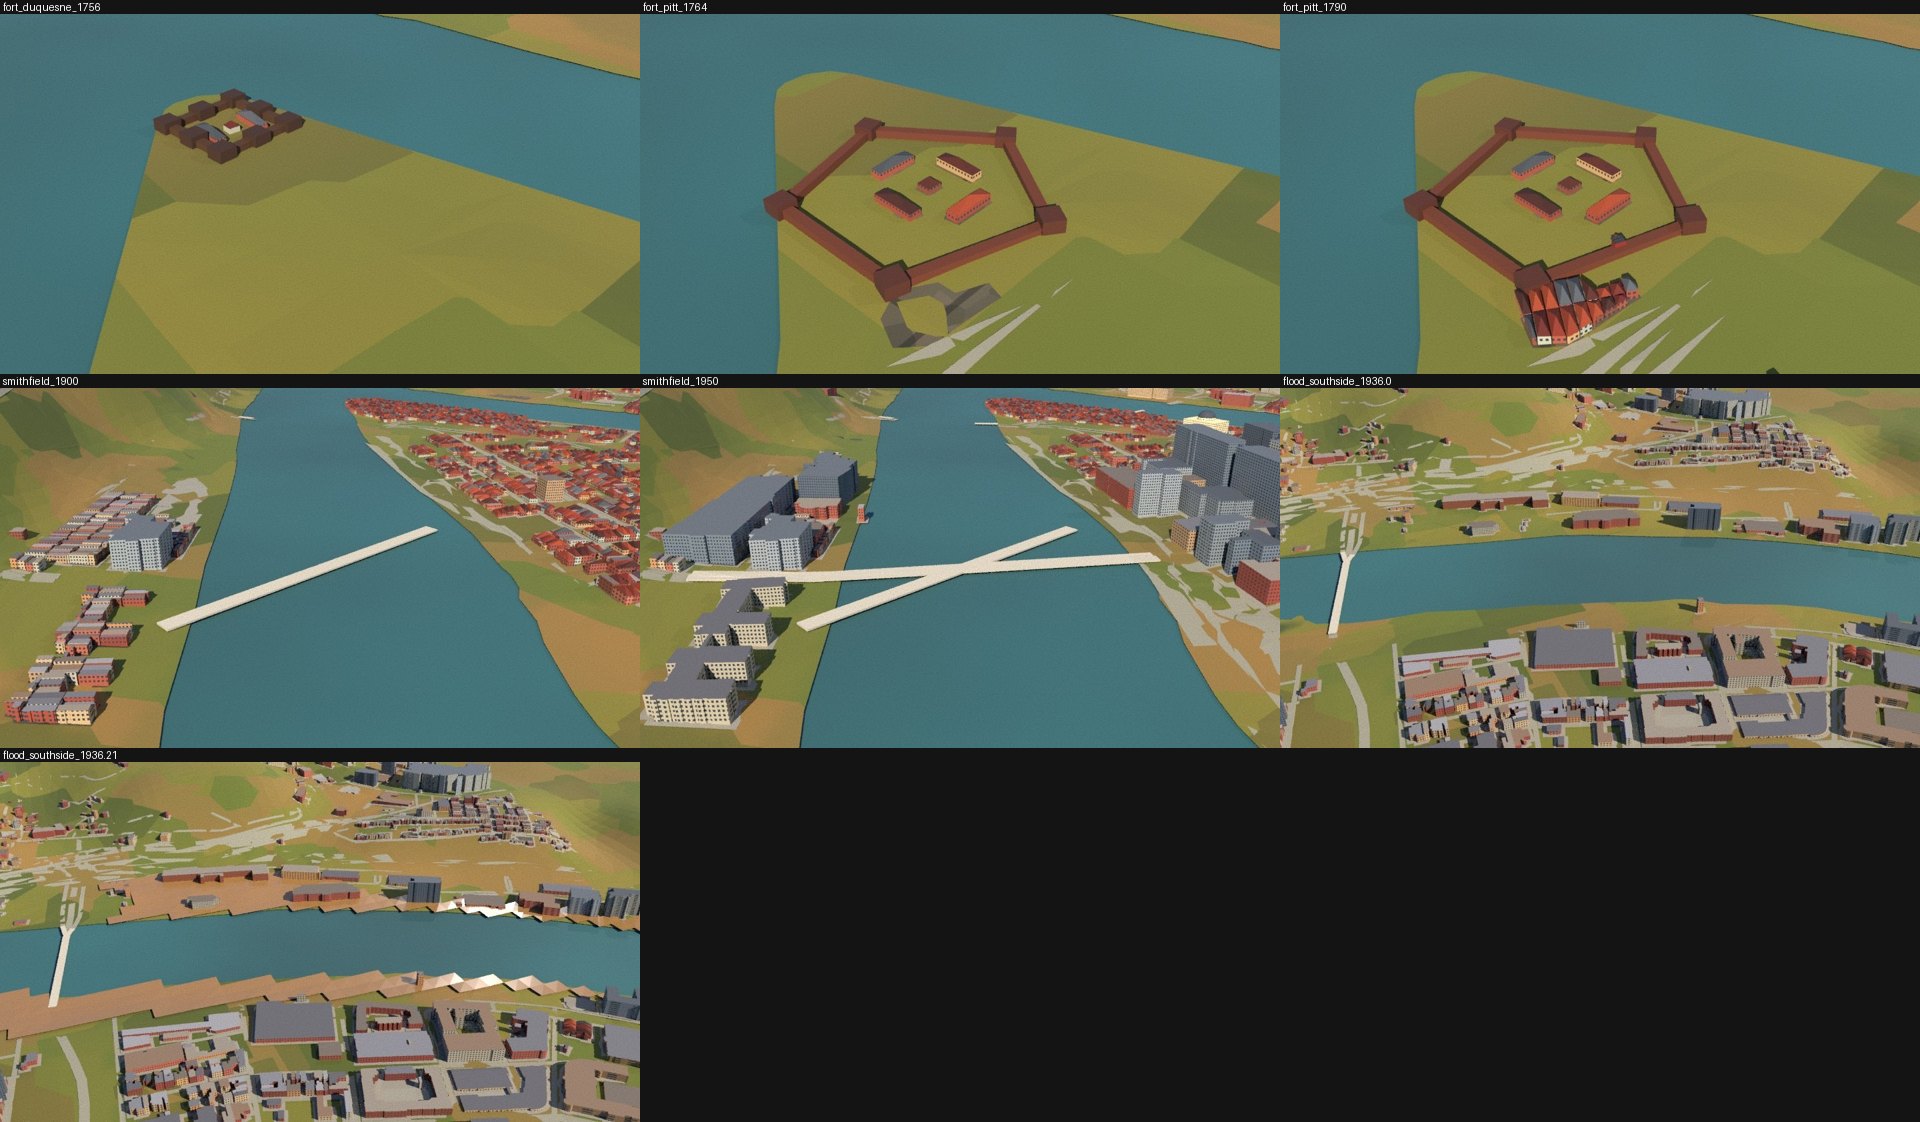 fort_duquesne_1756
fort_pitt_1764
fort_pitt_1790
smithfield_1900
smithfield_1950
flood_southside_1936.0
flood_southside_1936.21